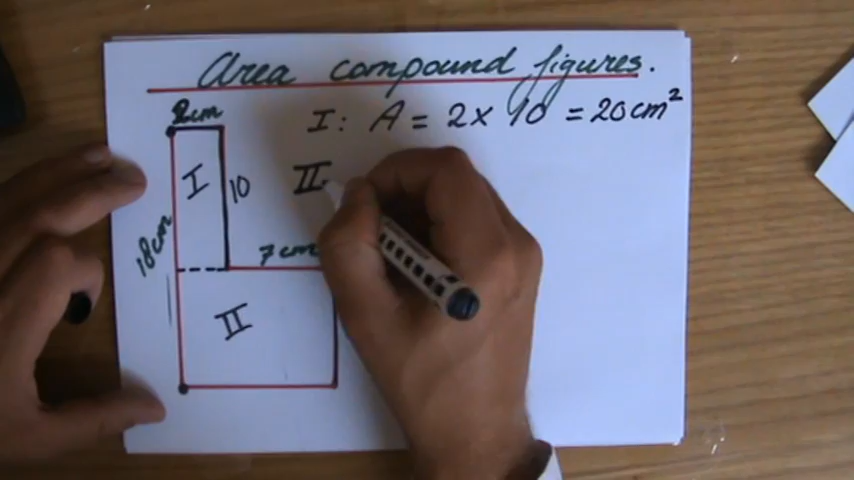 Area compound figures.
2cm
I: A = 2 x 10 = 20cm²
I
10
II:
18cm
7cm
II